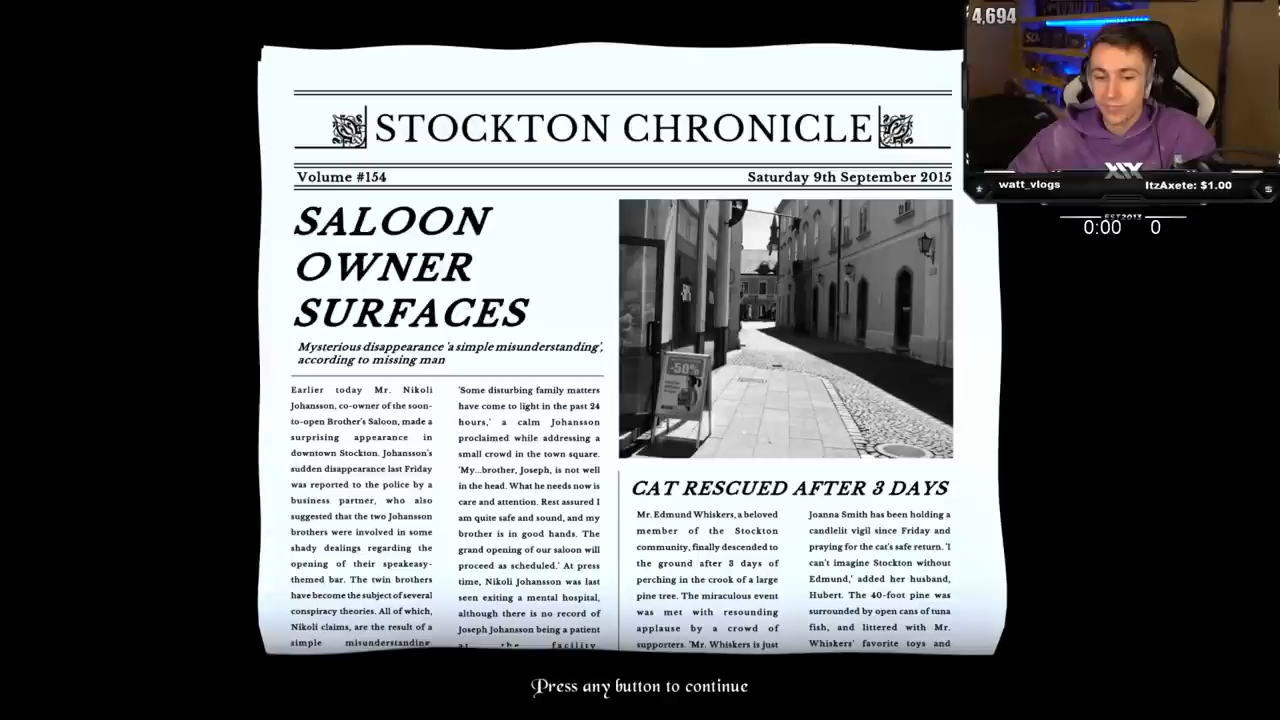 4,694
STOCKTON CHRONICLE
Volume #154
Saturday 9th September 2015
watt_vlogs
ItzAxete: $1.00
EST2013
0:00
0
SALOON
OWNER
SURFACES
Mysterious disappearance 'a simple misunderstanding',
according to missing man
Earlier today Mr. Nikoli
Johansson, co-owner of the soon-
to-open Brother's Saloon, made a
surprising appearance in
downtown Stockton. Johansson's
sudden disappearance last Friday
was reported to the police by a
business partner, who also
suggested that the two Johansson
brothers were involved in some
shady dealings regarding the
opening of their speakeasy-
themed bar. The twin brothers
have become the subject of several
conspiracy theories. All of which,
Nikoli claims, are the result of a
simple misunderstanding:
'Some disturbing family matters
have come to light in the past 24
hours,' a calm Johansson
proclaimed while addressing a
small crowd in the town square.
'My...brother, Joseph, is not well
in the head. What he needs now is
care and attention. Rest assured I
am quite safe and sound, and my
brother is in good hands. The
grand opening of our saloon will
proceed as scheduled.' At press
time, Nikoli Johansson was last
seen exiting a mental hospital,
although there is no record of
Joseph Johansson being a patient
at the facility.
-50%
CAT RESCUED AFTER 3 DAYS
Mr. Edmund Whiskers, a beloved
member of the Stockton
community, finally descended to
the ground after 3 days of
perching in the crook of a large
pine tree. The miraculous event
was met with resounding
applause by a crowd of
supporters. 'Mr. Whiskers is just
Joanna Smith has been holding a
candlelit vigil since Friday and
praying for the cat's safe return. 'I
can't imagine Stockton without
Edmund,' added her husband,
Hubert. The 40-foot pine was
surrounded by open cans of tuna
fish, and littered with Mr.
Whiskers' favorite toys and
Press any button to continue